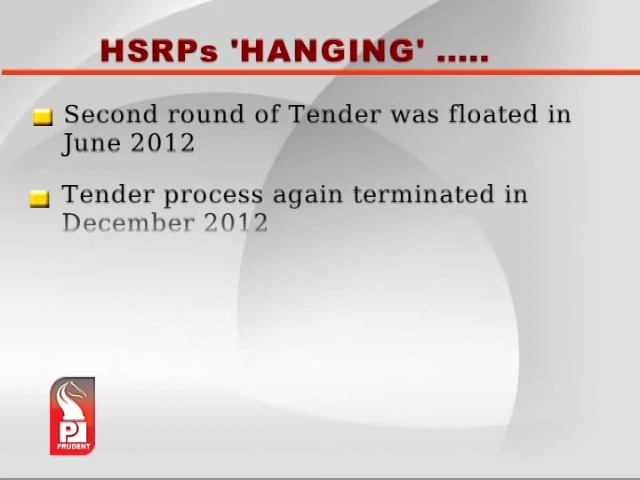 HSRPs 'HANGING' .....
Second round of Tender was floated in
June 2012
Tender process again terminated in
December 2012
P
PRUDENT